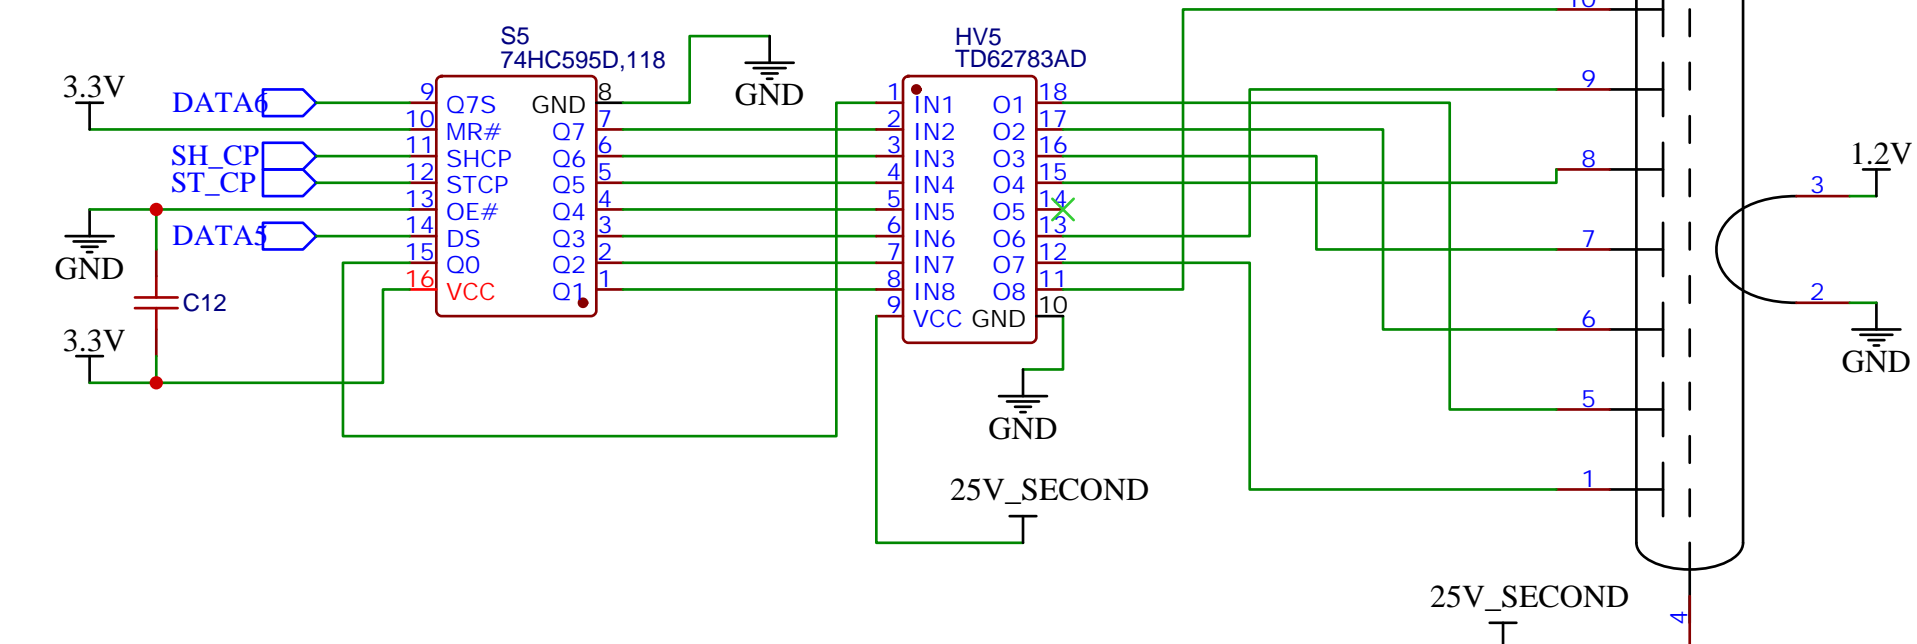 10
S5
74HC595D,118
HV5
TD62783AD
3.3V
GND
DATA6
9 Q7S GND 8
10 MR# Q7 7
SH_CP
11 SHCP Q6 6
ST_CP
12 STCP Q5 5
13 OE# Q4 4
DATA5
14 DS Q3 3
15 Q0 Q2 2
16 VCC Q1 1
GND
C12
3.3V
1 IN1 O1 18
2 IN2 O2 17
3 IN3 O3 16
4 IN4 O4 15
5 IN5 O5 14
6 IN6 O6 13
7 IN7 O7 12
8 IN8 O8 11
9 VCC GND 10
GND
25V_SECOND
9
8
7
6
5
1
1.2V
3
2
GND
25V_SECOND
4